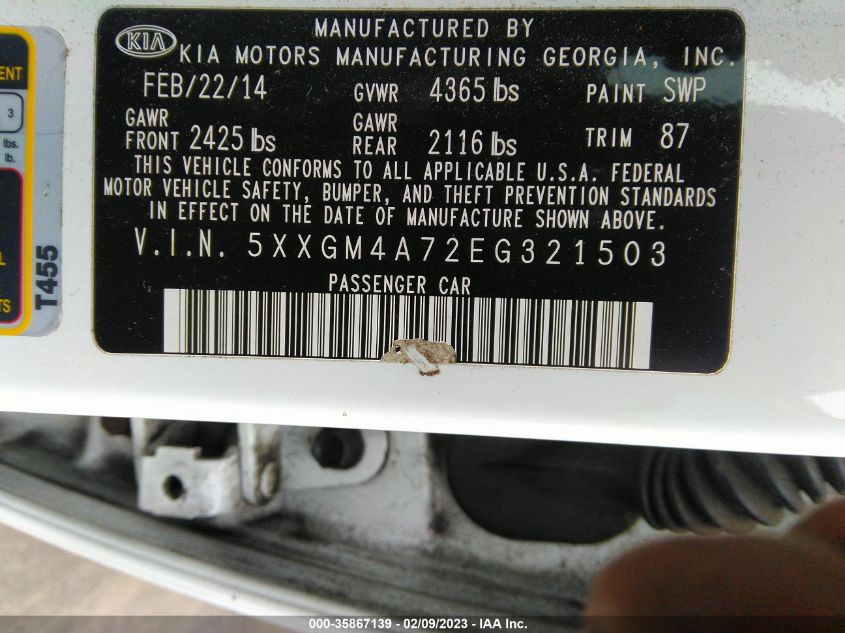 MANUFACTURED BY
KIA KIA MOTORS MANUFACTURING GEORGIA, INC.
FEB/22/14 GVWR 4365 lbs PAINT SWP
GAWR FRONT 2425 lbs GAWR REAR 2116 lbs TRIM 87
THIS VEHICLE CONFORMS TO ALL APPLICABLE U.S.A. FEDERAL
MOTOR VEHICLE SAFETY, BUMPER, AND THEFT PREVENTION STANDARDS
IN EFFECT ON THE DATE OF MANUFACTURE SHOWN ABOVE.
V.I.N. 5XXGM4A72EG321503
PASSENGER CAR
3
lbs.
lb.
T455
000-35867139 - 02/09/2023 - IAA Inc.